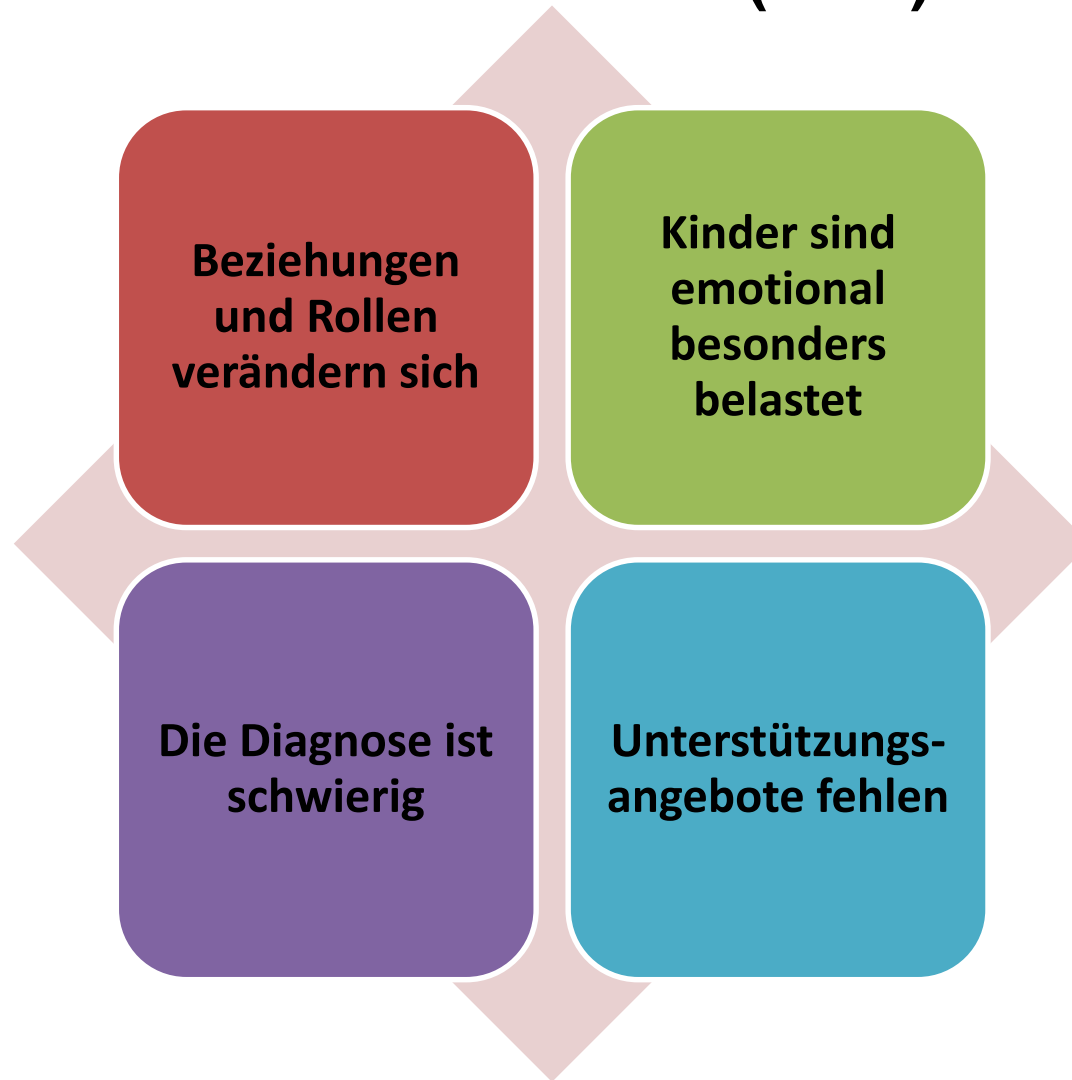 Beziehungen
und Rollen
verändern sich
Kinder sind
emotional
besonders
belastet
Die Diagnose ist
schwierig
Unterstützungs-
angebote fehlen